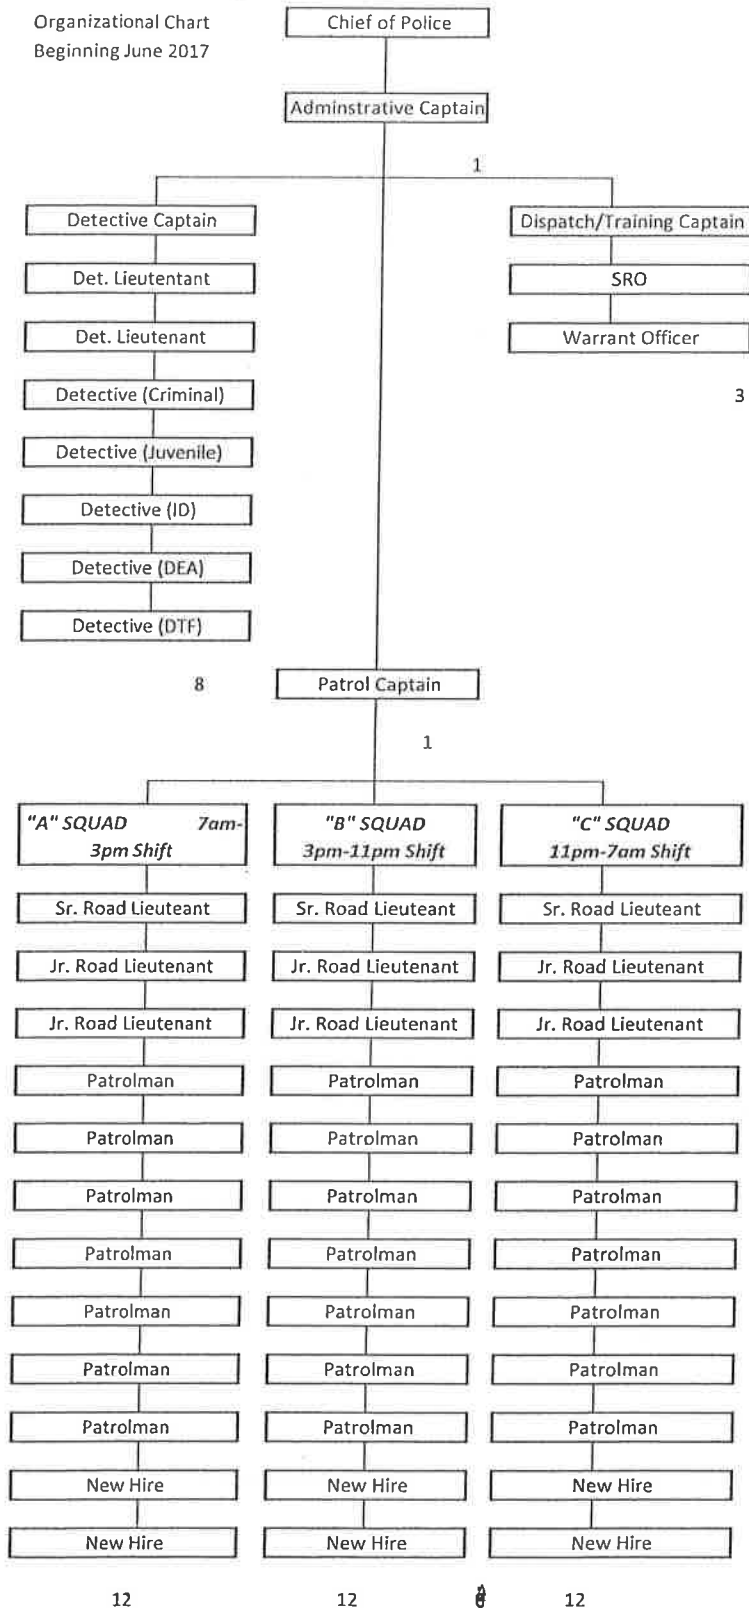 Organizational Chart
Beginning June 2017
Chief of Police
Adminstrative Captain
1
Detective Captain
Det. Lieutentant
Det. Lieutenant
Detective (Criminal)
Detective (Juvenile)
Detective (ID)
Detective (DEA)
Detective (DTF)
8
Dispatch/Training Captain
SRO
Warrant Officer
3
Patrol Captain
1
"A" SQUAD 7am-
3pm Shift
Sr. Road Lieuteant
Jr. Road Lieutenant
Jr. Road Lieutenant
Patrolman
Patrolman
Patrolman
Patrolman
Patrolman
Patrolman
Patrolman
New Hire
New Hire
12
"B" SQUAD
3pm-11pm Shift
Sr. Road Lieuteant
Jr. Road Lieutenant
Jr. Road Lieutenant
Patrolman
Patrolman
Patrolman
Patrolman
Patrolman
Patrolman
Patrolman
New Hire
New Hire
12
"C" SQUAD
11pm-7am Shift
Sr. Road Lieuteant
Jr. Road Lieutenant
Jr. Road Lieutenant
Patrolman
Patrolman
Patrolman
Patrolman
Patrolman
Patrolman
Patrolman
New Hire
New Hire
12